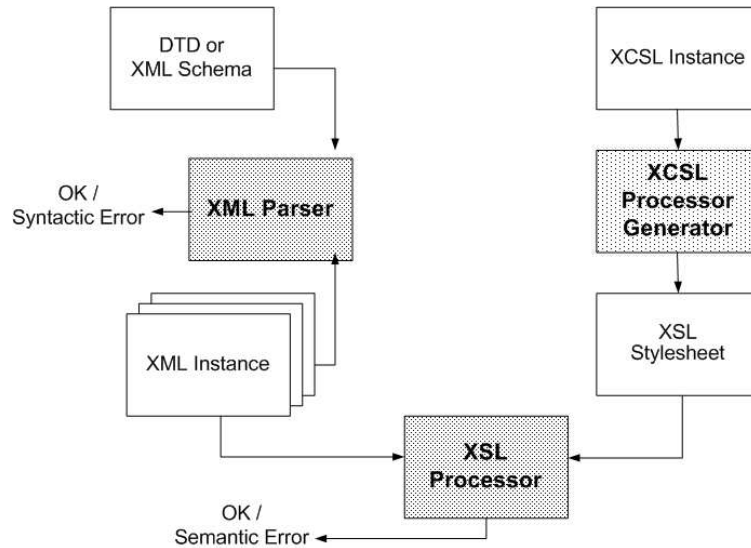 DTD or
XML Schema
XCSL Instance
XML Parser
OK /
Syntactic Error
XCSL
Processor
Generator
XML Instance
XSL
Stylesheet
XSL
Processor
OK /
Semantic Error